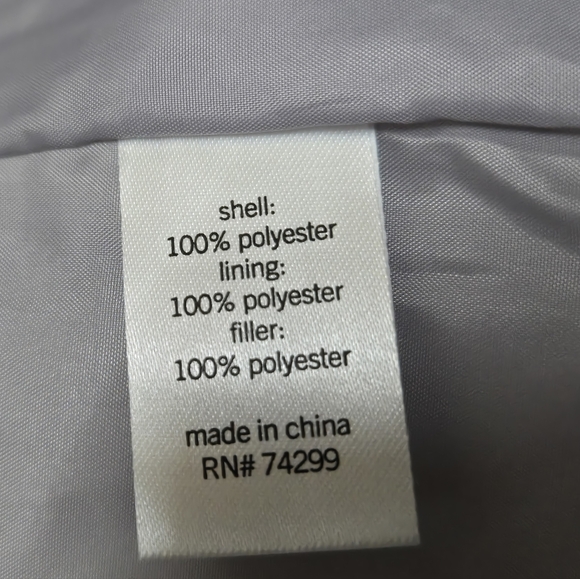 shell:
100% polyester
lining:
100% polyester
filler:
100% polyester
made in china
RN# 74299